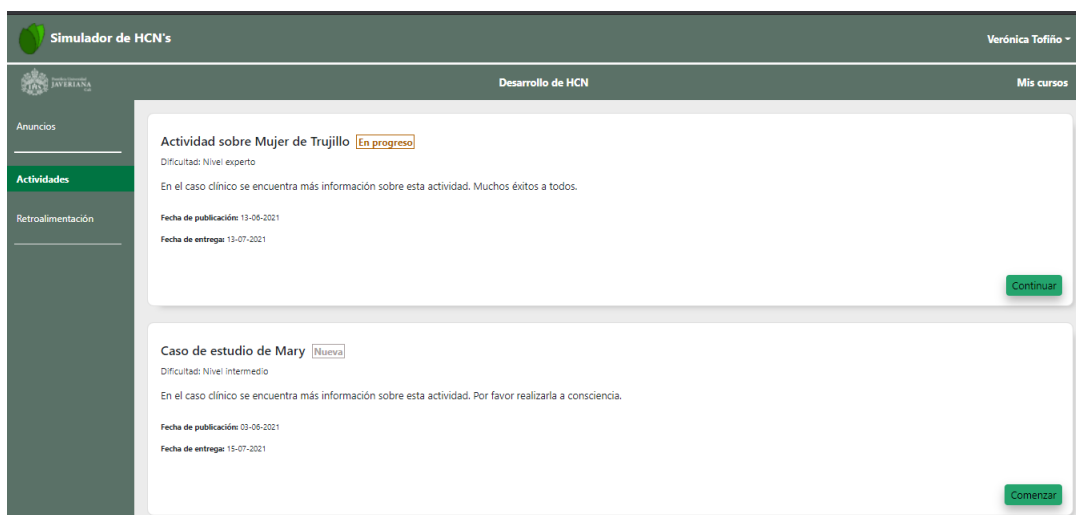 Simulador de HCN's
Verónica Tofiño
JAVERIANA
Desarrollo de HCN
Mis cursos
Anuncios
Actividades
Retroalimentación
Actividad sobre Mujer de Trujillo En progreso
Dificultad: Nivel experto
En el caso clínico se encuentra más información sobre esta actividad. Muchos éxitos a todos.
Fecha de publicación: 13-06-2021
Fecha de entrega: 13-07-2021
Continuar
Caso de estudio de Mary Nueva
Dificultad: Nivel intermedio
En el caso clínico se encuentra más información sobre esta actividad. Por favor realizarla a consciencia.
Fecha de publicación: 03-06-2021
Fecha de entrega: 15-07-2021
Comenzar